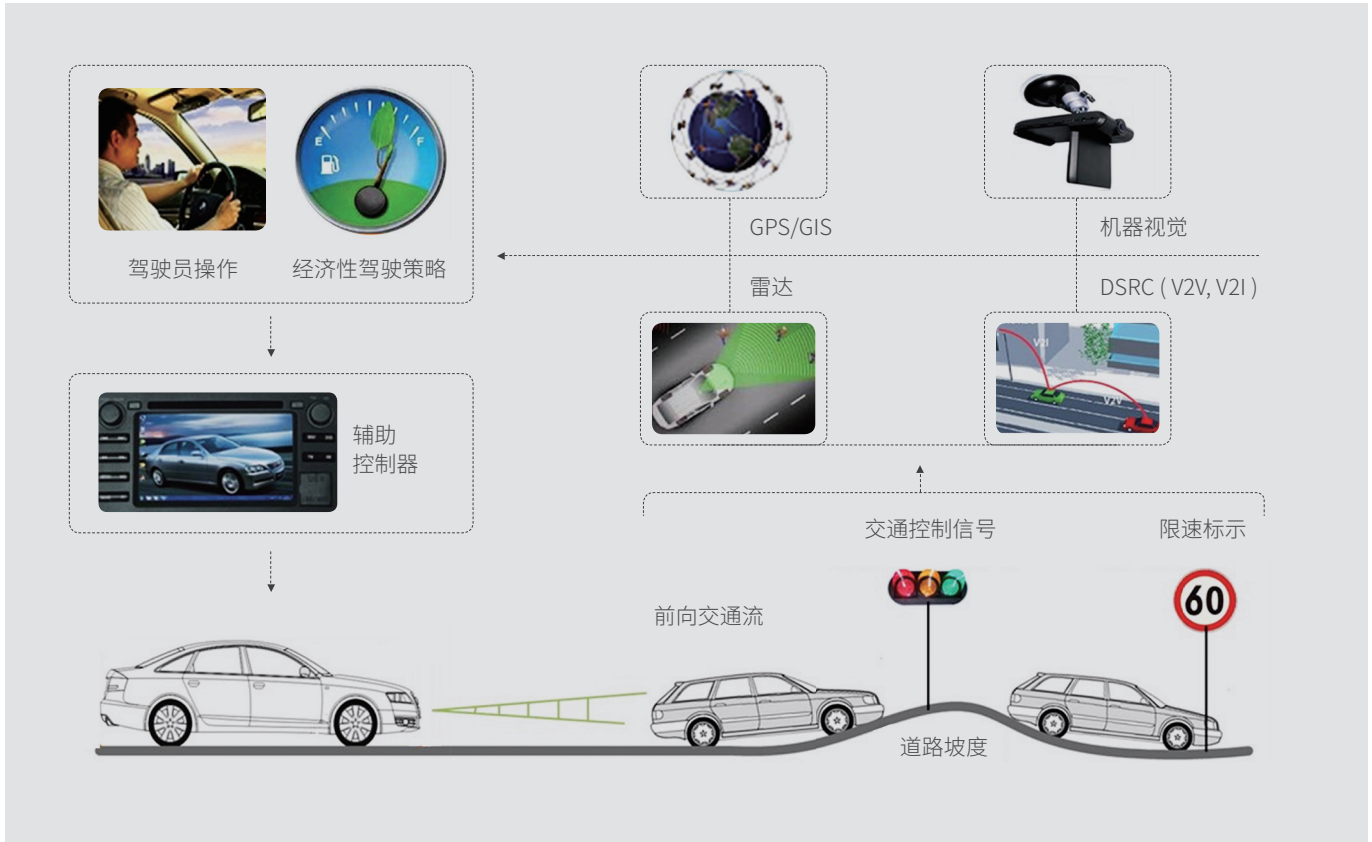 E
F
驾驶员操作
经济性驾驶策略
GPS/GIS
机器视觉
雷达
DSRC ( V2V, V2I )
V2I
V2V
辅助
控制器
交通控制信号
限速标示
60
前向交通流
道路坡度